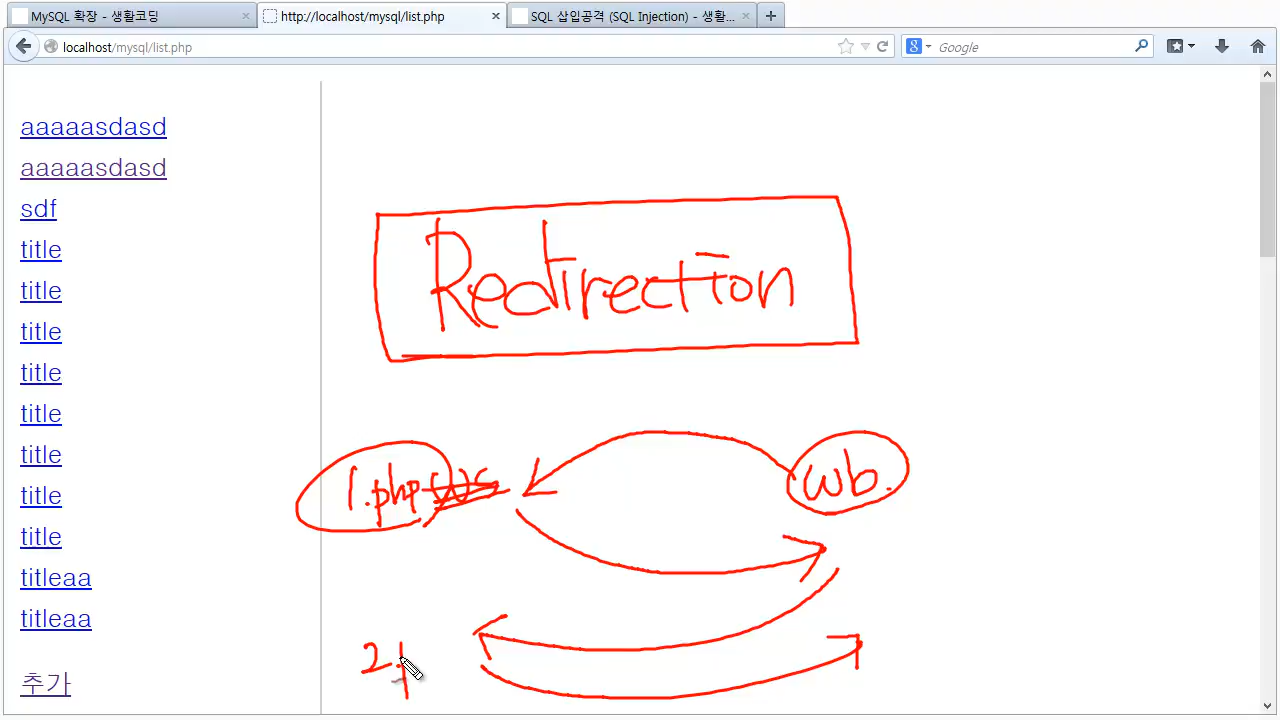 MySQL 확장 - 생활코딩
http://localhost/mysql/list.php
SQL 삽입공격 (SQL Injection) - 생활...
localhost/mysql/list.php
Google
aaaaasdasd
aaaaasdasd
sdf
title
title
title
title
title
title
title
title
titleaa
titleaa
추가
Redirection
1.php
wb.
2.